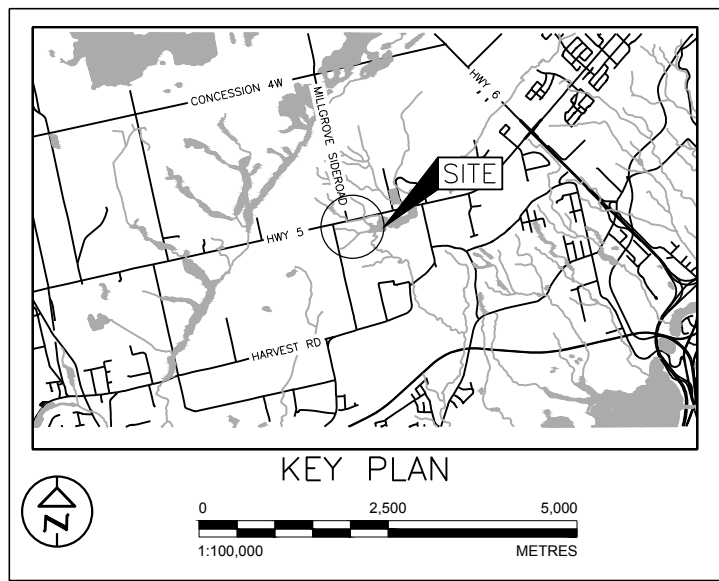 CONCESSION 4W
MILLGROVE SIDEROAD
HWY 6
SITE
HWY 5
HARVEST RD
KEY PLAN
N
0 2,500 5,000
1:100,000 METRES